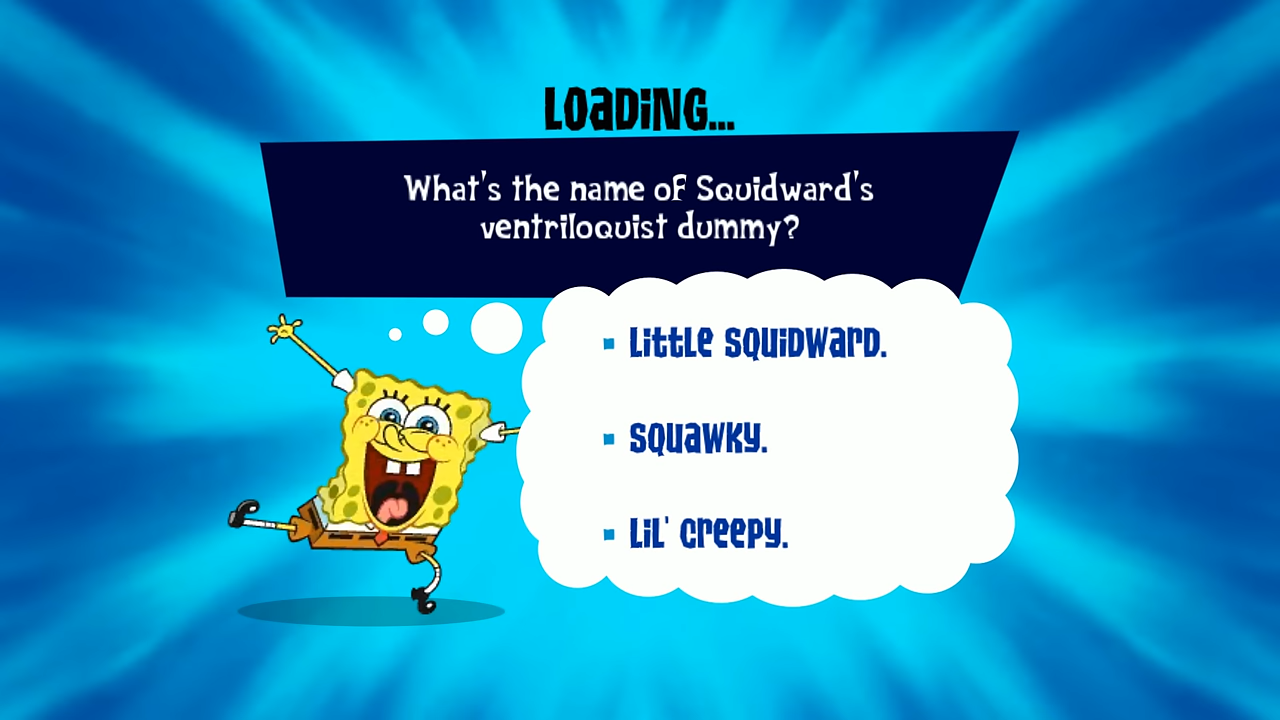 LOADING...
What's the name of Squidward's
ventriloquist dummy?
Little Squidward.
Squawky.
Lil' Creepy.